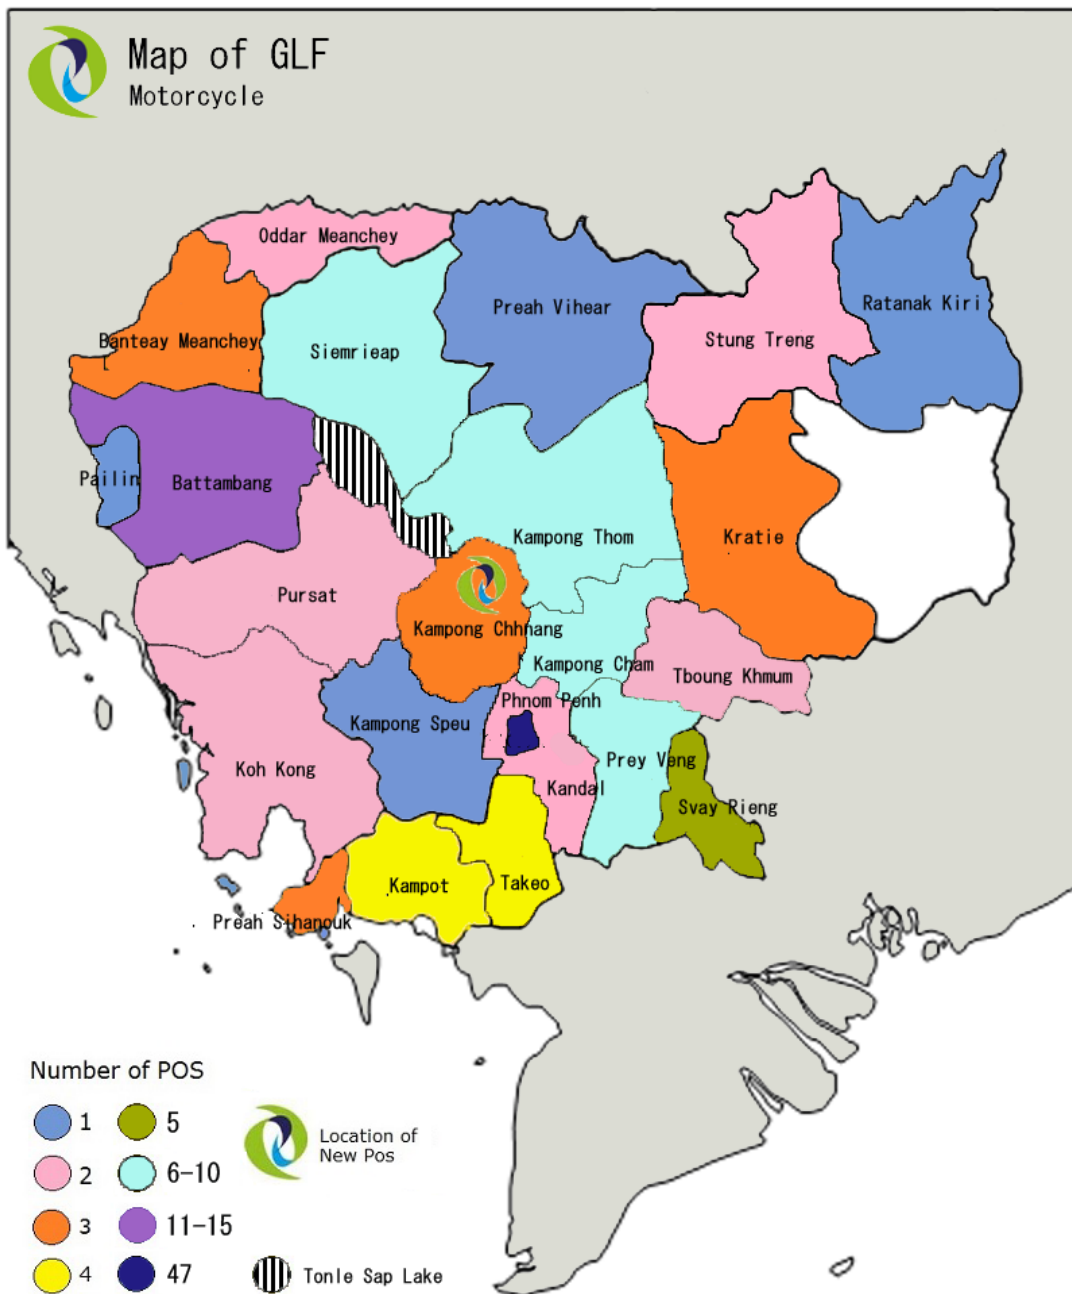 Map of GLF
Motorcycle
Oddar Meanchey
Preah Vihear
Ratanak Kiri
Banteay Meanchey
Siemrieap
Stung Treng
Pailin
Battambang
Kampong Thom
Kratie
Pursat
Kampong Chhnang
Kampong Cham
Tboung Khmum
Phnom Penh
Kampong Speu
Koh Kong
Prey Veng
Kandal
Svay Rieng
Kampot
Takeo
Preah Sihanouk
Number of POS
1
5
Location of
New Pos
2
6-10
3
11-15
4
47
Tonle Sap Lake